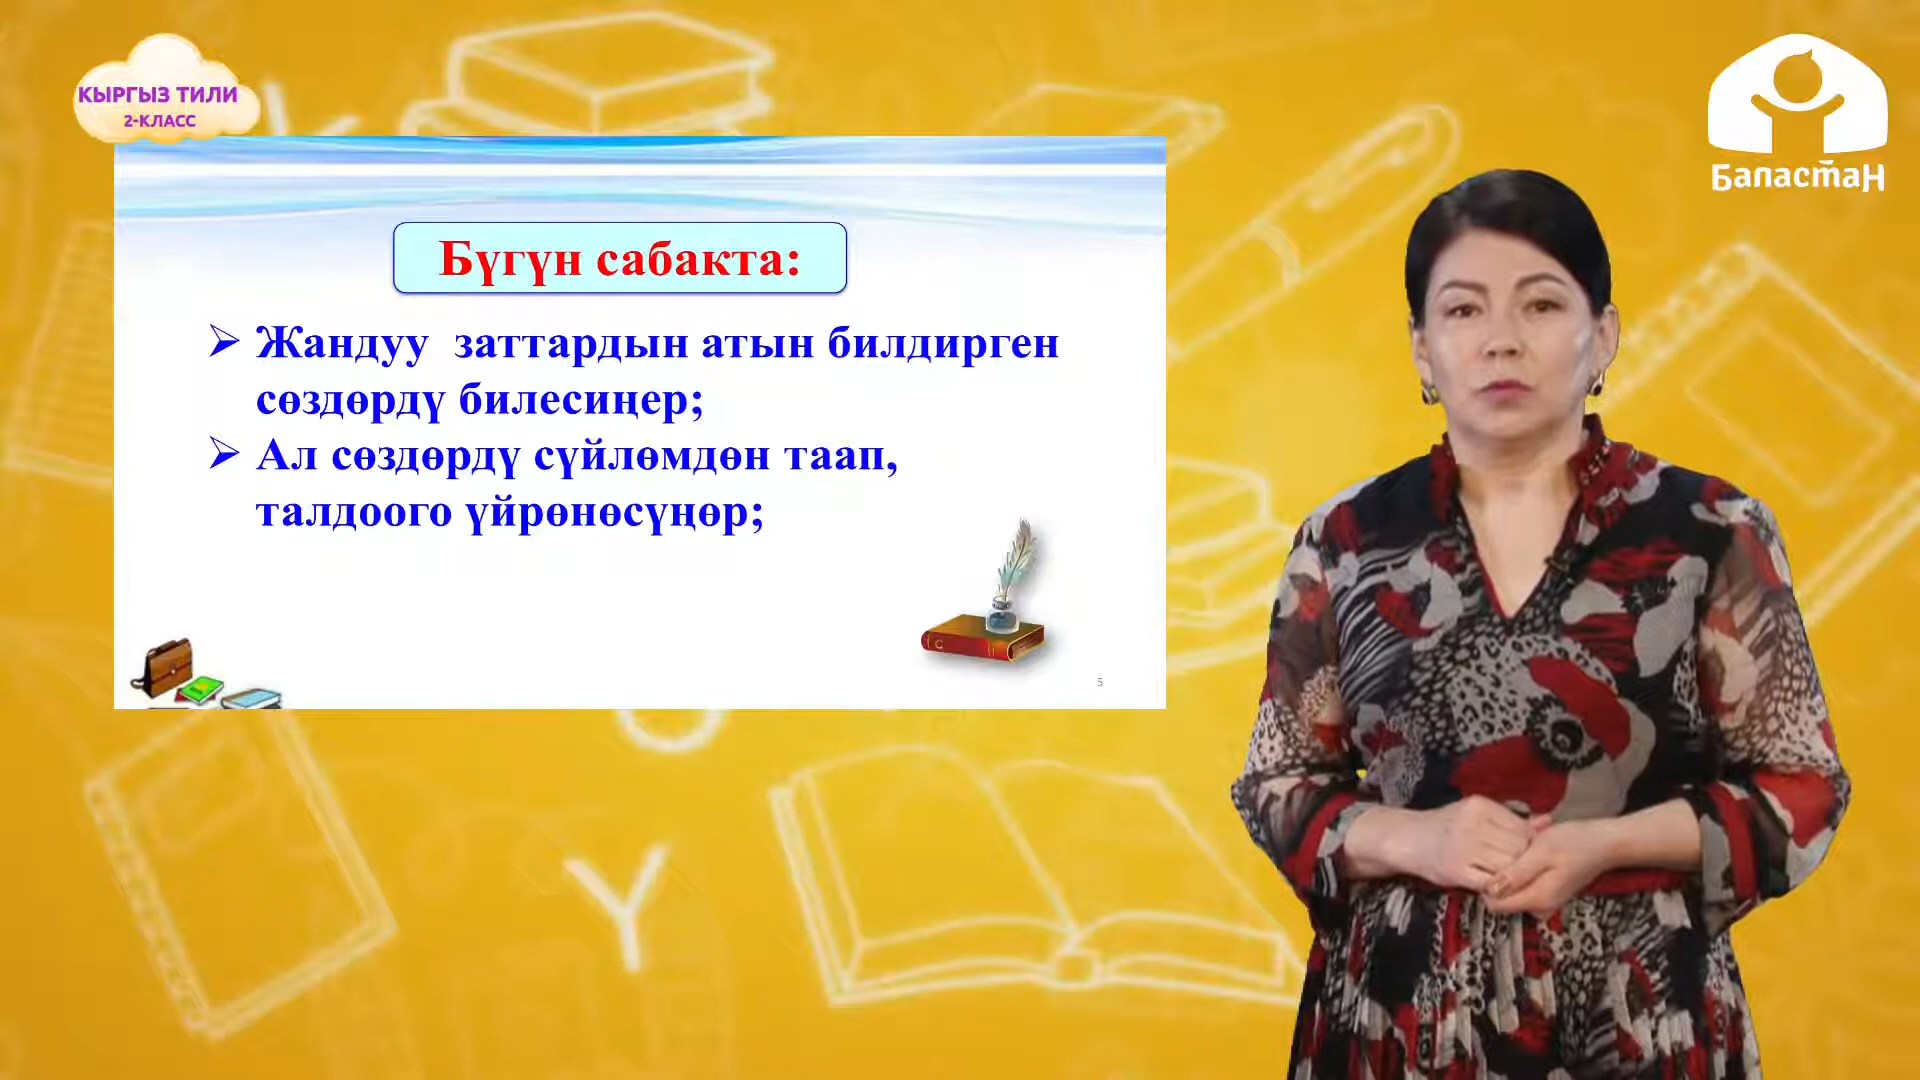 КЫРГЫЗ ТИЛИ
2-КЛАСС
Баластан
Бүгүн сабакта:
➢ Жандуу заттардын атын билдирген
сөздөрдү билесиңер;
➢ Ал сөздөрдү сүйлөмдөн таап,
талдоого үйрөнөсүңөр;
5
Y